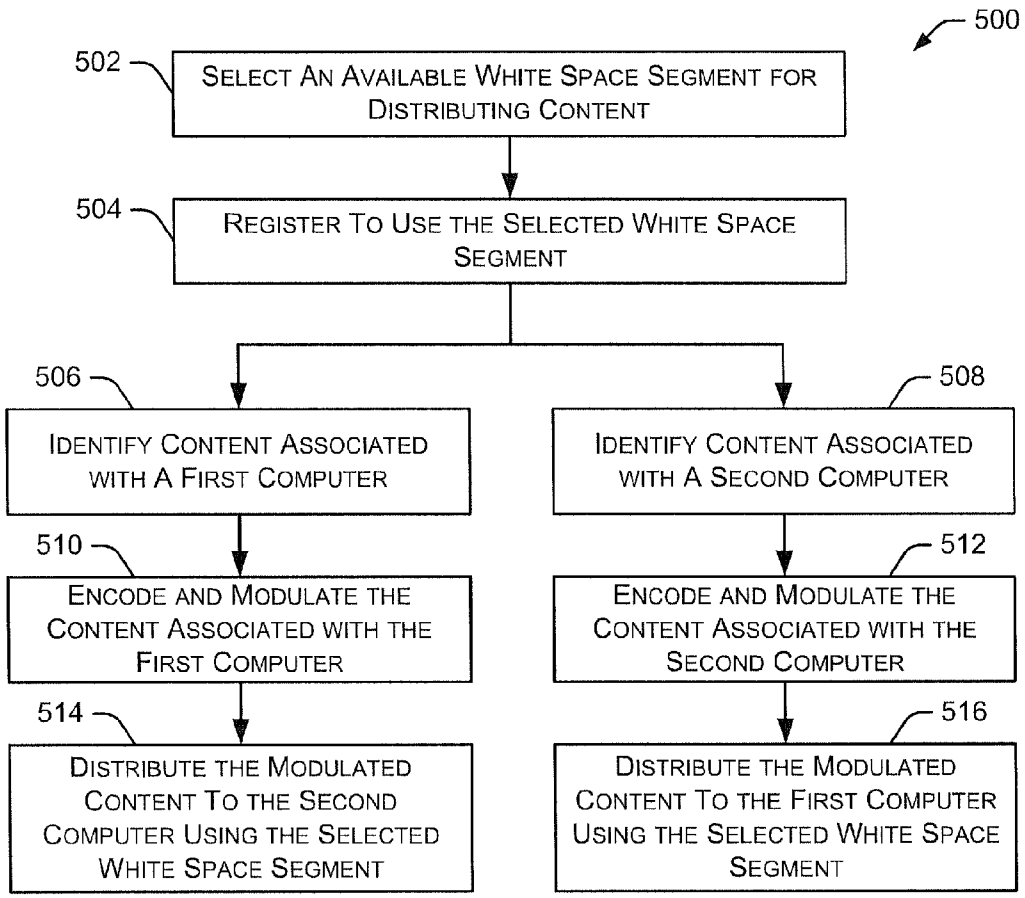 500
502
SELECT AN AVAILABLE WHITE SPACE SEGMENT FOR
DISTRIBUTING CONTENT
504
REGISTER TO USE THE SELECTED WHITE SPACE
SEGMENT
506
IDENTIFY CONTENT ASSOCIATED
WITH A FIRST COMPUTER
508
IDENTIFY CONTENT ASSOCIATED
WITH A SECOND COMPUTER
510
ENCODE AND MODULATE THE
CONTENT ASSOCIATED WITH THE
FIRST COMPUTER
512
ENCODE AND MODULATE THE
CONTENT ASSOCIATED WITH THE
SECOND COMPUTER
514
DISTRIBUTE THE MODULATED
CONTENT TO THE SECOND
COMPUTER USING THE SELECTED
WHITE SPACE SEGMENT
516
DISTRIBUTE THE MODULATED
CONTENT TO THE FIRST COMPUTER
USING THE SELECTED WHITE SPACE
SEGMENT